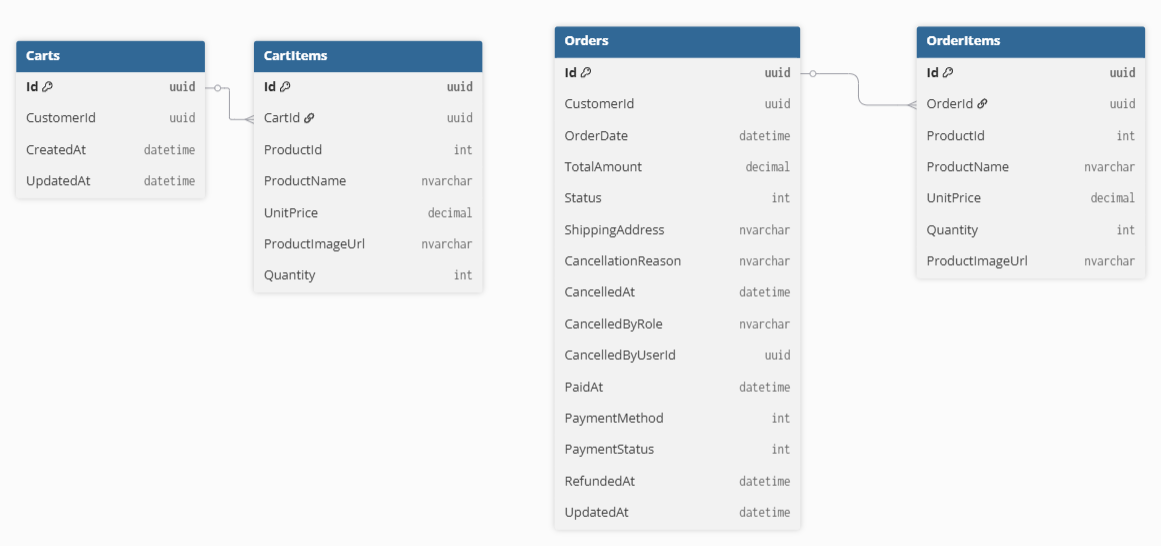 Carts
Id uuid
CustomerId uuid
CreatedAt datetime
UpdatedAt datetime
CartItems
Id uuid
CartId uuid
ProductId int
ProductName nvarchar
UnitPrice decimal
ProductImageUrl nvarchar
Quantity int
Orders
Id uuid
CustomerId uuid
OrderDate datetime
TotalAmount decimal
Status int
ShippingAddress nvarchar
CancellationReason nvarchar
CancelledAt datetime
CancelledByRole nvarchar
CancelledByUserId uuid
PaidAt datetime
PaymentMethod int
PaymentStatus int
RefundedAt datetime
UpdatedAt datetime
OrderItems
Id uuid
OrderId uuid
ProductId int
ProductName nvarchar
UnitPrice decimal
Quantity int
ProductImageUrl nvarchar